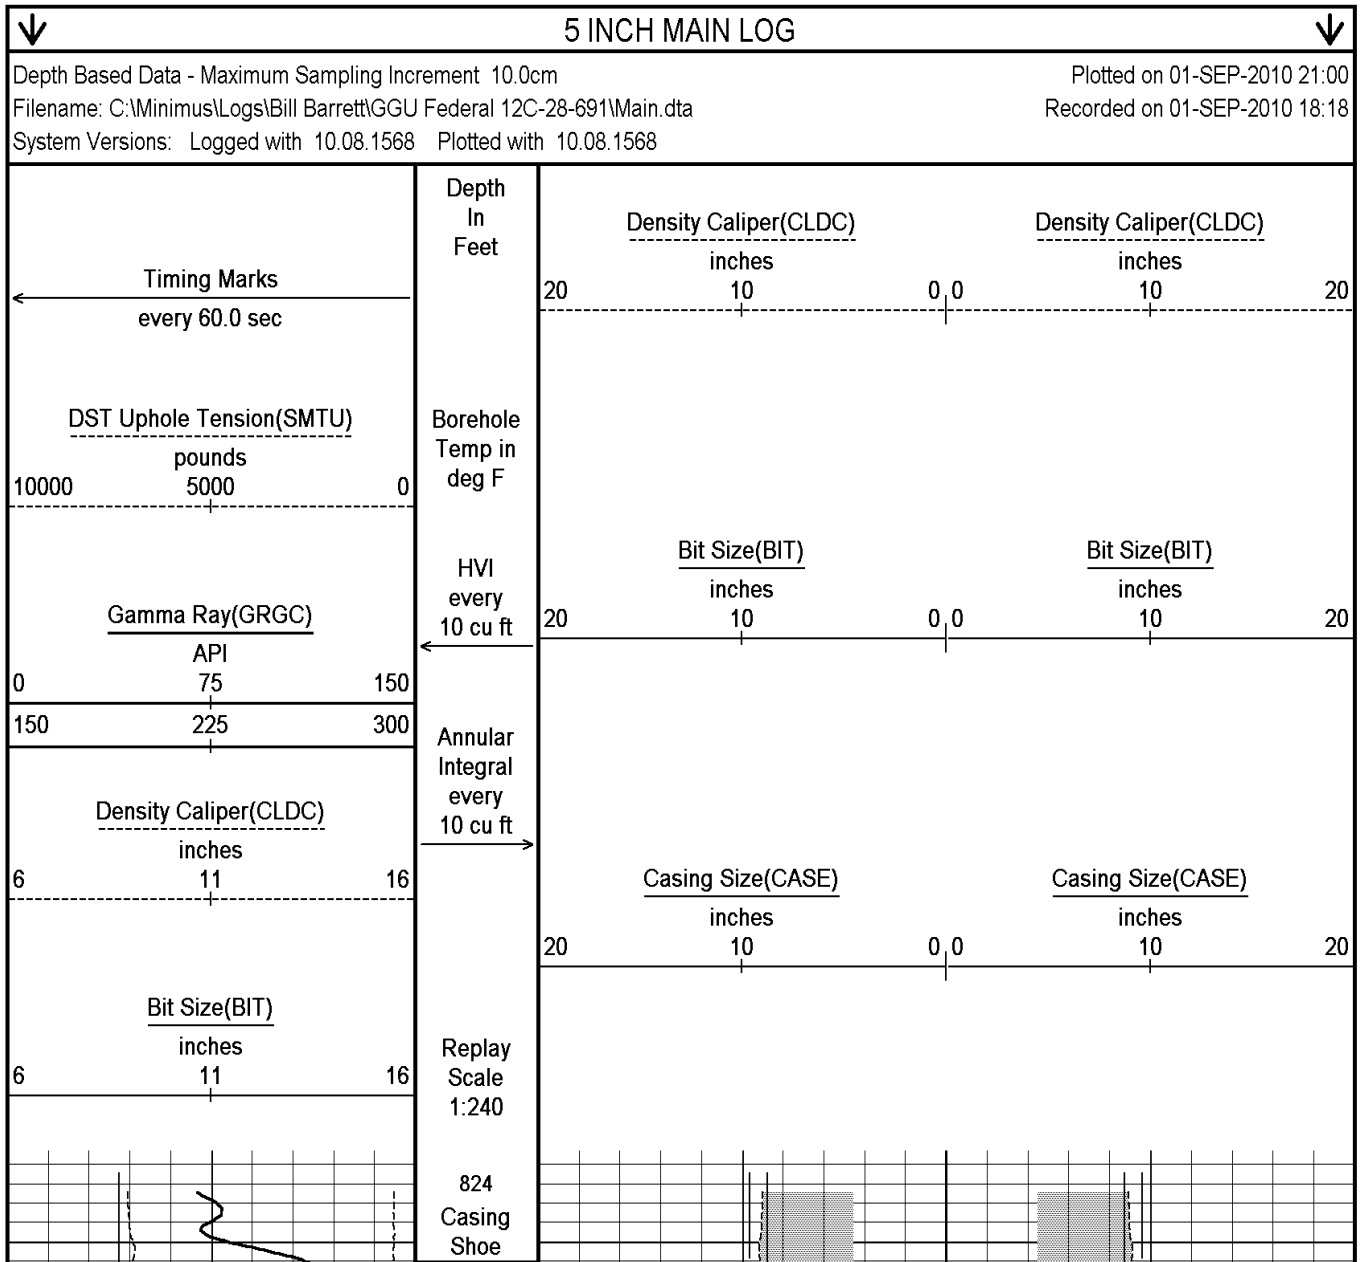 5 INCH MAIN LOG
Depth Based Data - Maximum Sampling Increment 10.0cm
Plotted on 01-SEP-2010 21:00
Filename: C:\Minimus\Logs\Bill Barrett\GGU Federal 12C-28-691\Main.dta
Recorded on 01-SEP-2010 18:18
System Versions: Logged with 10.08.1568 Plotted with 10.08.1568
Timing Marks
every 60.0 sec
DST Uphole Tension(SMTU)
pounds
10000 5000 0
Gamma Ray(GRGC)
API
0 75 150
150 225 300
Density Caliper(CLDC)
inches
6 11 16
Bit Size(BIT)
inches
6 11 16
Depth
In
Feet
Borehole
Temp in
deg F
HVI
every
10 cu ft
Annular
Integral
every
10 cu ft
Replay
Scale
1:240
824
Casing
Shoe
Density Caliper(CLDC)
inches
20 10 0
Density Caliper(CLDC)
inches
0 10 20
Bit Size(BIT)
inches
20 10 0
Bit Size(BIT)
inches
0 10 20
Casing Size(CASE)
inches
20 10 0
Casing Size(CASE)
inches
0 10 20